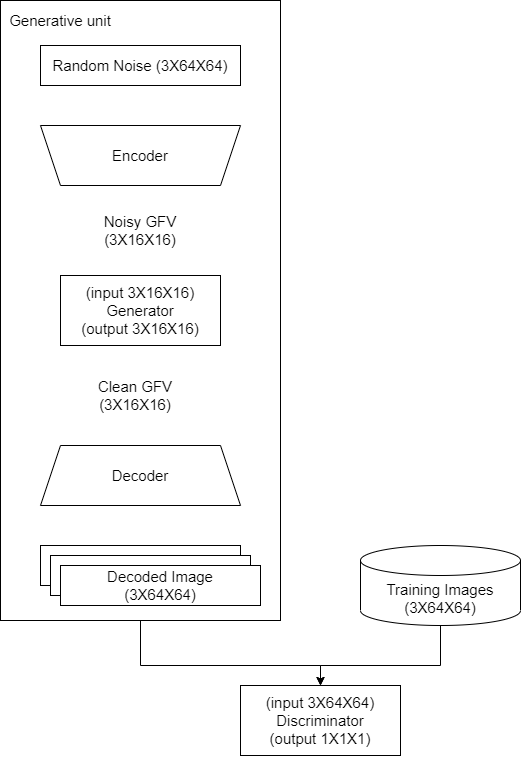 Generative unit
Random Noise (3X64X64)
Encoder
Noisy GFV
(3X16X16)
(input 3X16X16)
Generator
(output 3X16X16)
Clean GFV
(3X16X16)
Decoder
Decoded Image
(3X64X64)
Training Images
(3X64X64)
(input 3X64X64)
Discriminator
(output 1X1X1)